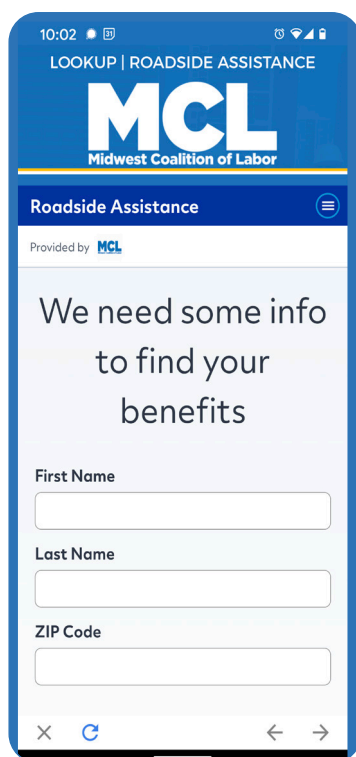 10:02 31
LOOKUP | ROADSIDE ASSISTANCE
MCL
Midwest Coalition of Labor
Roadside Assistance
Provided by MCL
We need some info
to find your
benefits
First Name
Last Name
ZIP Code